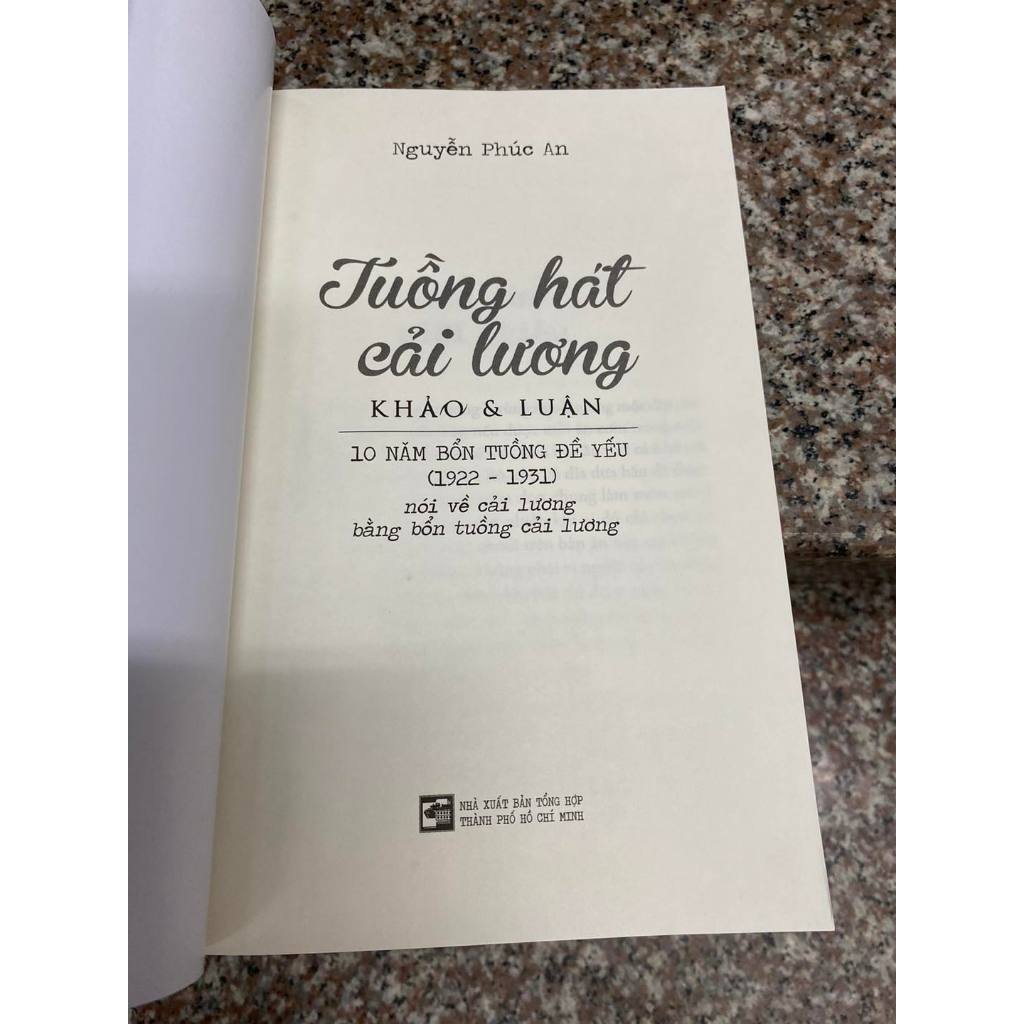 Nguyễn Phúc An
Tuồng hát
cải lương
KHẢO & LUẬN
10 NĂM BỔN TUỒNG ĐỀ YẾU
(1922 - 1931)
nói về cải lương
bằng bổn tuồng cải lương
NHÀ XUẤT BẢN TỔNG HỢP
THÀNH PHỐ HỒ CHÍ MINH